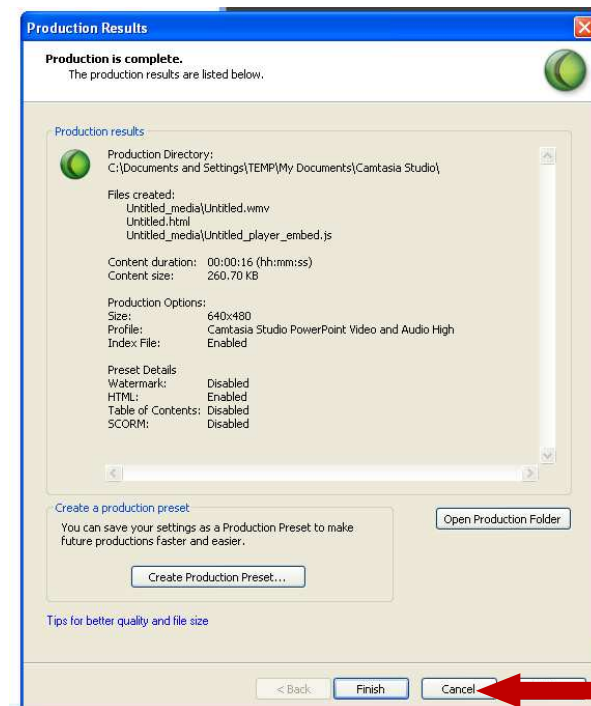 Production Results
Production is complete.
The production results are listed below.
Production results
Production Directory:
C:\Documents and Settings\TEMP\My Documents\Camtasia Studio\
Files created:
Untitled_media\Untitled.wmv
Untitled.html
Untitled_media\Untitled_player_embed.js
Content duration: 00:00:16 (hh:mm:ss)
Content size: 260.70 KB
Production Options:
Size: 640x480
Profile: Camtasia Studio PowerPoint Video and Audio High
Index File: Enabled
Preset Details
Watermark: Disabled
HTML: Enabled
Table of Contents: Disabled
SCORM: Disabled
Create a production preset
You can save your settings as a Production Preset to make
future productions faster and easier.
Create Production Preset...
Open Production Folder
Tips for better quality and file size
< Back Finish Cancel